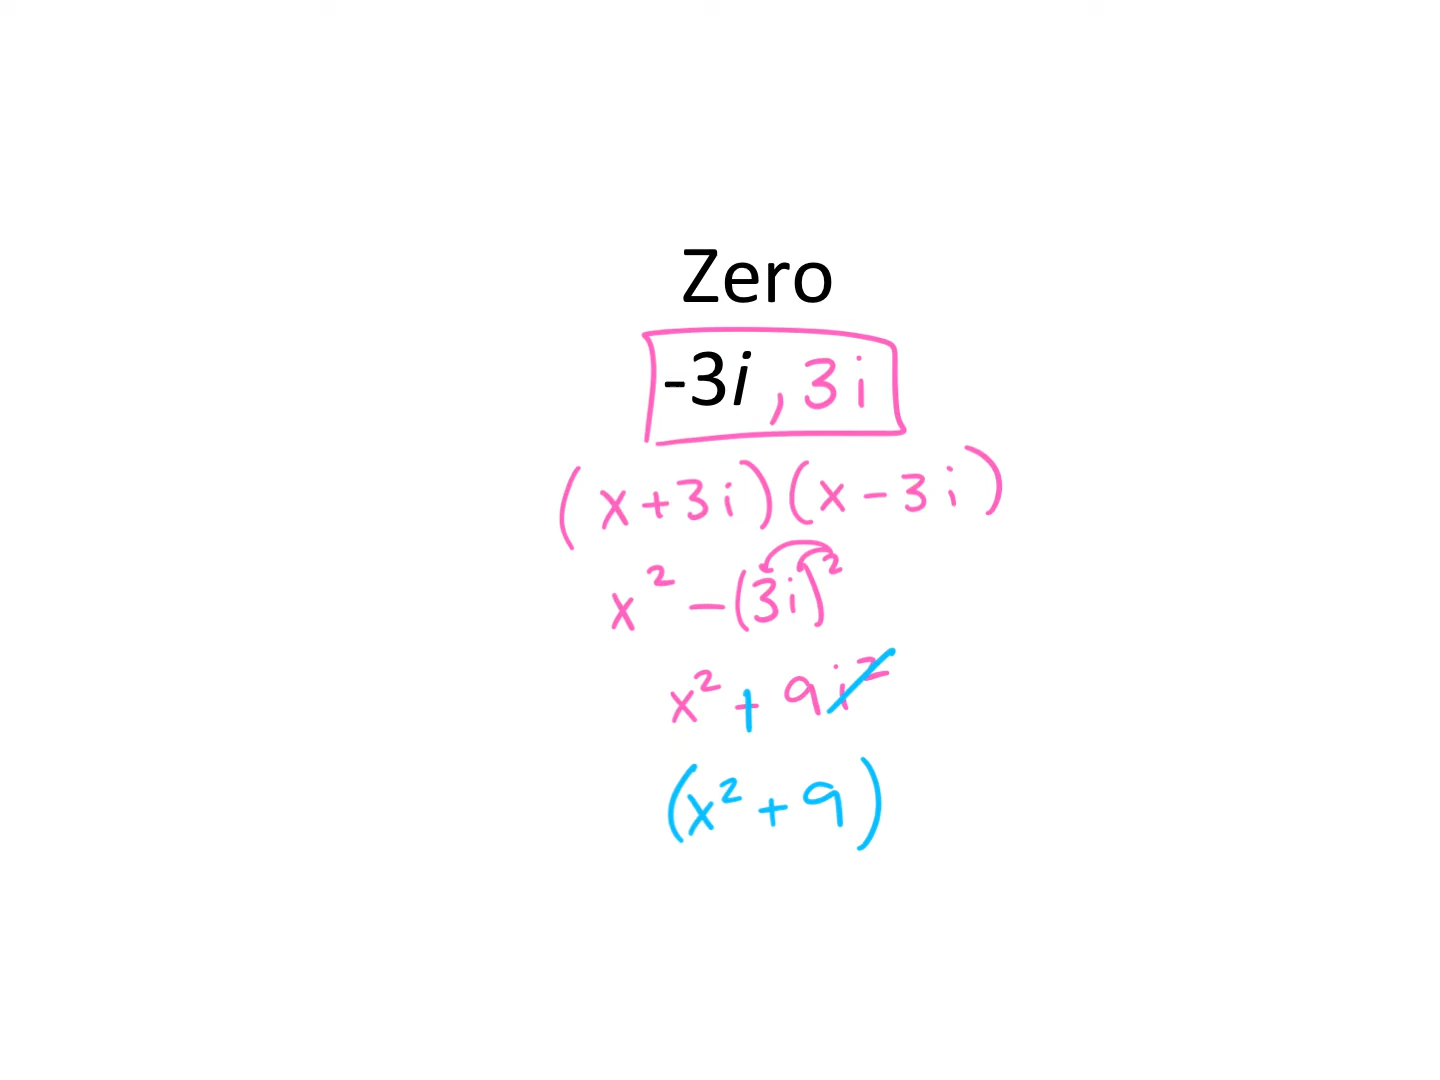 Zero
-3i , 3i
(x+3i)(x-3i)
x² -(3i)²
x² + 9i²
(x² + 9)